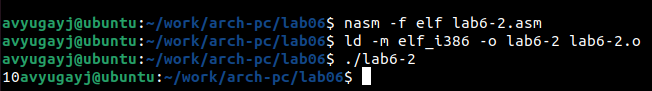 avyugayj@ubuntu:~/work/arch-pc/lab06$ nasm -f elf lab6-2.asm
avyugayj@ubuntu:~/work/arch-pc/lab06$ ld -m elf_i386 -o lab6-2 lab6-2.o
avyugayj@ubuntu:~/work/arch-pc/lab06$ ./lab6-2
10avyugayj@ubuntu:~/work/arch-pc/lab06$